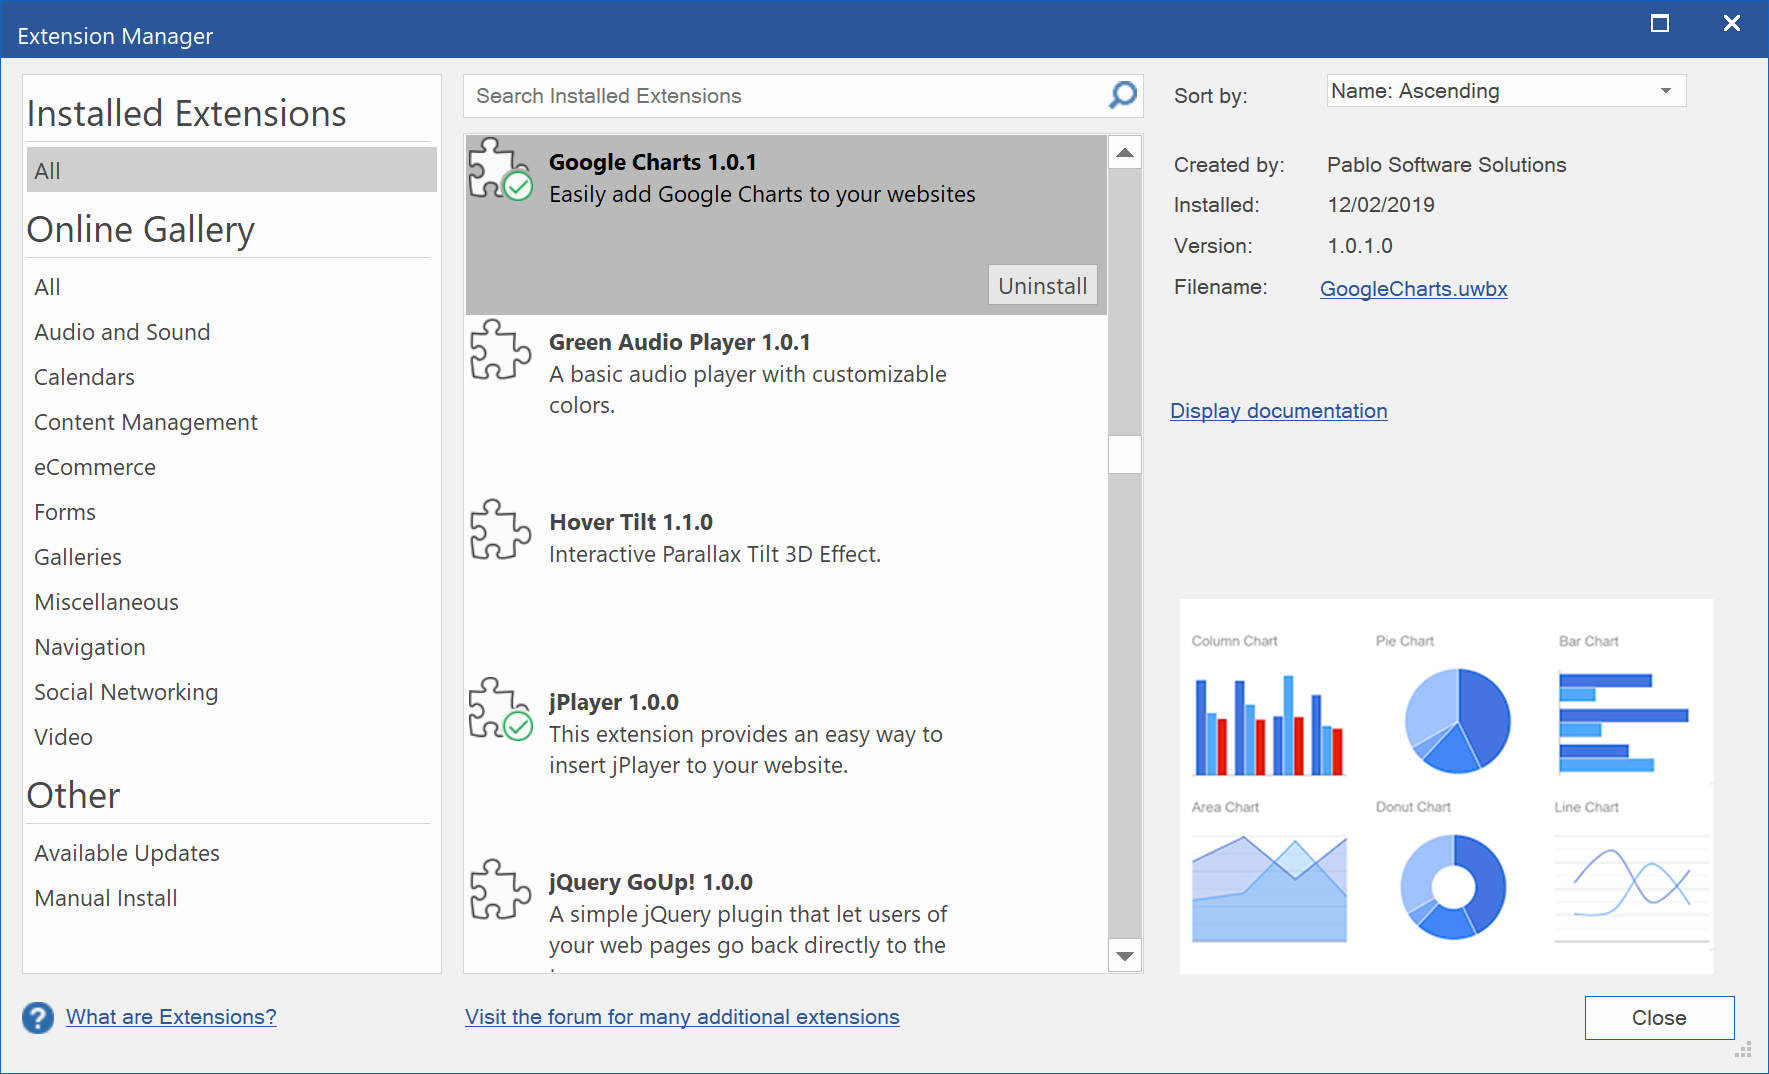 Extension Manager
Installed Extensions
All
Online Gallery
All
Audio and Sound
Calendars
Content Management
eCommerce
Forms
Galleries
Miscellaneous
Navigation
Social Networking
Video
Other
Available Updates
Manual Install
Search Installed Extensions
Google Charts 1.0.1
Easily add Google Charts to your websites
Uninstall
Green Audio Player 1.0.1
A basic audio player with customizable
colors.
Hover Tilt 1.1.0
Interactive Parallax Tilt 3D Effect.
jPlayer 1.0.0
This extension provides an easy way to
insert jPlayer to your website.
jQuery GoUp! 1.0.0
A simple jQuery plugin that let users of
your web pages go back directly to the
Sort by: Name: Ascending
Created by: Pablo Software Solutions
Installed: 12/02/2019
Version: 1.0.1.0
Filename: GoogleCharts.uwbx
Display documentation
Column Chart Pie Chart Bar Chart
Area Chart Donut Chart Line Chart
? What are Extensions?
Visit the forum for many additional extensions
Close